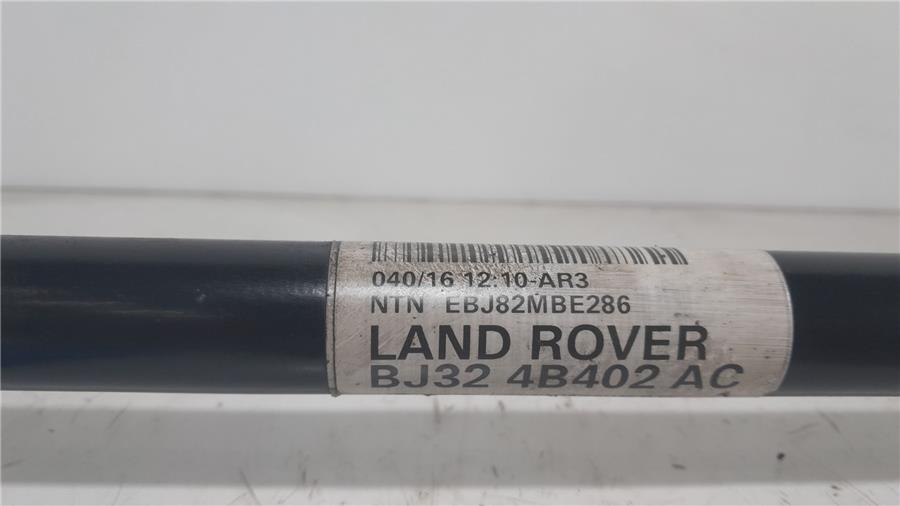 040/16 12:10-AR3
NTN EBJ82MBE286
LAND ROVER
BJ32 4B402 AC